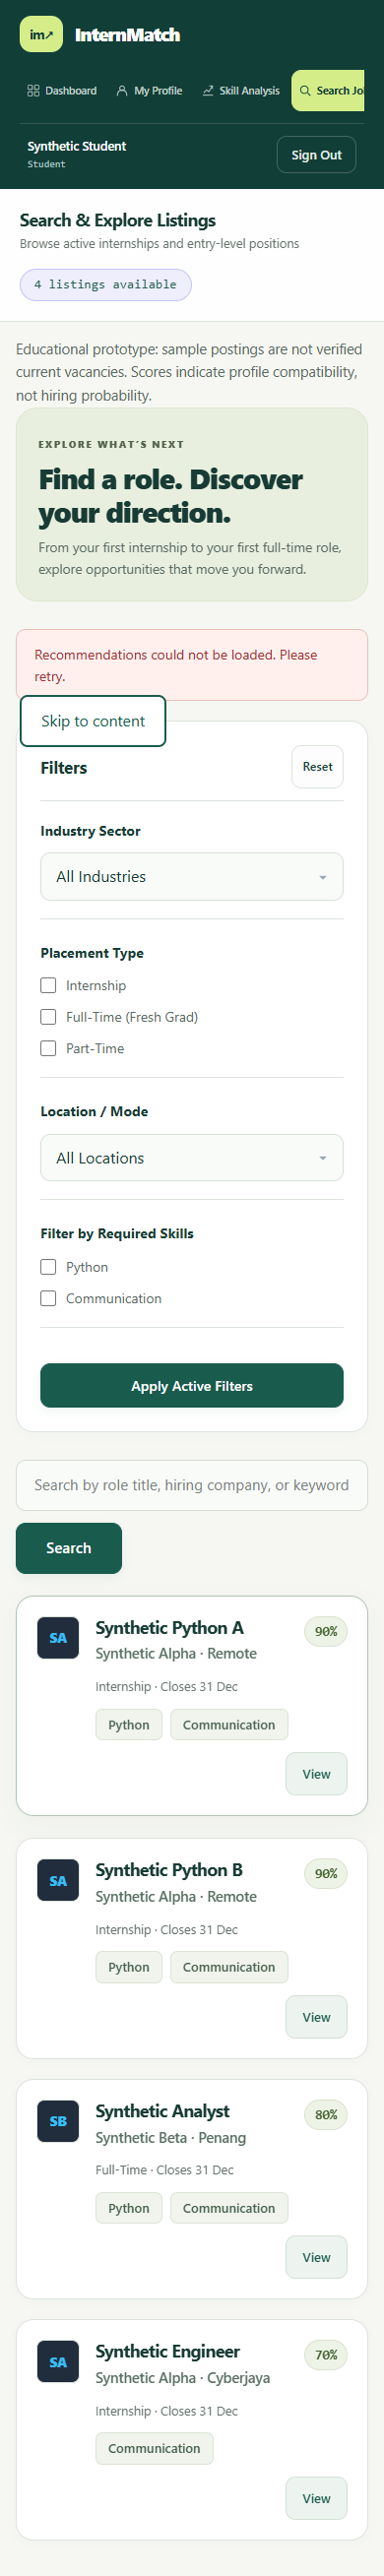 im↗ InternMatch
Dashboard My Profile Skill Analysis Search Jo
Synthetic Student
Student
Sign Out
Search & Explore Listings
Browse active internships and entry-level positions
4 listings available
Educational prototype: sample postings are not verified
current vacancies. Scores indicate profile compatibility,
not hiring probability.
EXPLORE WHAT'S NEXT
Find a role. Discover
your direction.
From your first internship to your first full-time role,
explore opportunities that move you forward.
Recommendations could not be loaded. Please
retry.
Skip to content
Filters
Reset
Industry Sector
All Industries
Placement Type
Internship
Full-Time (Fresh Grad)
Part-Time
Location / Mode
All Locations
Filter by Required Skills
Python
Communication
Apply Active Filters
Search by role title, hiring company, or keyword
Search
SA
Synthetic Python A
90%
Synthetic Alpha · Remote
Internship · Closes 31 Dec
Python Communication
View
SA
Synthetic Python B
90%
Synthetic Alpha · Remote
Internship · Closes 31 Dec
Python Communication
View
SB
Synthetic Analyst
80%
Synthetic Beta · Penang
Full-Time · Closes 31 Dec
Python Communication
View
SA
Synthetic Engineer
70%
Synthetic Alpha · Cyberjaya
Internship · Closes 31 Dec
Communication
View